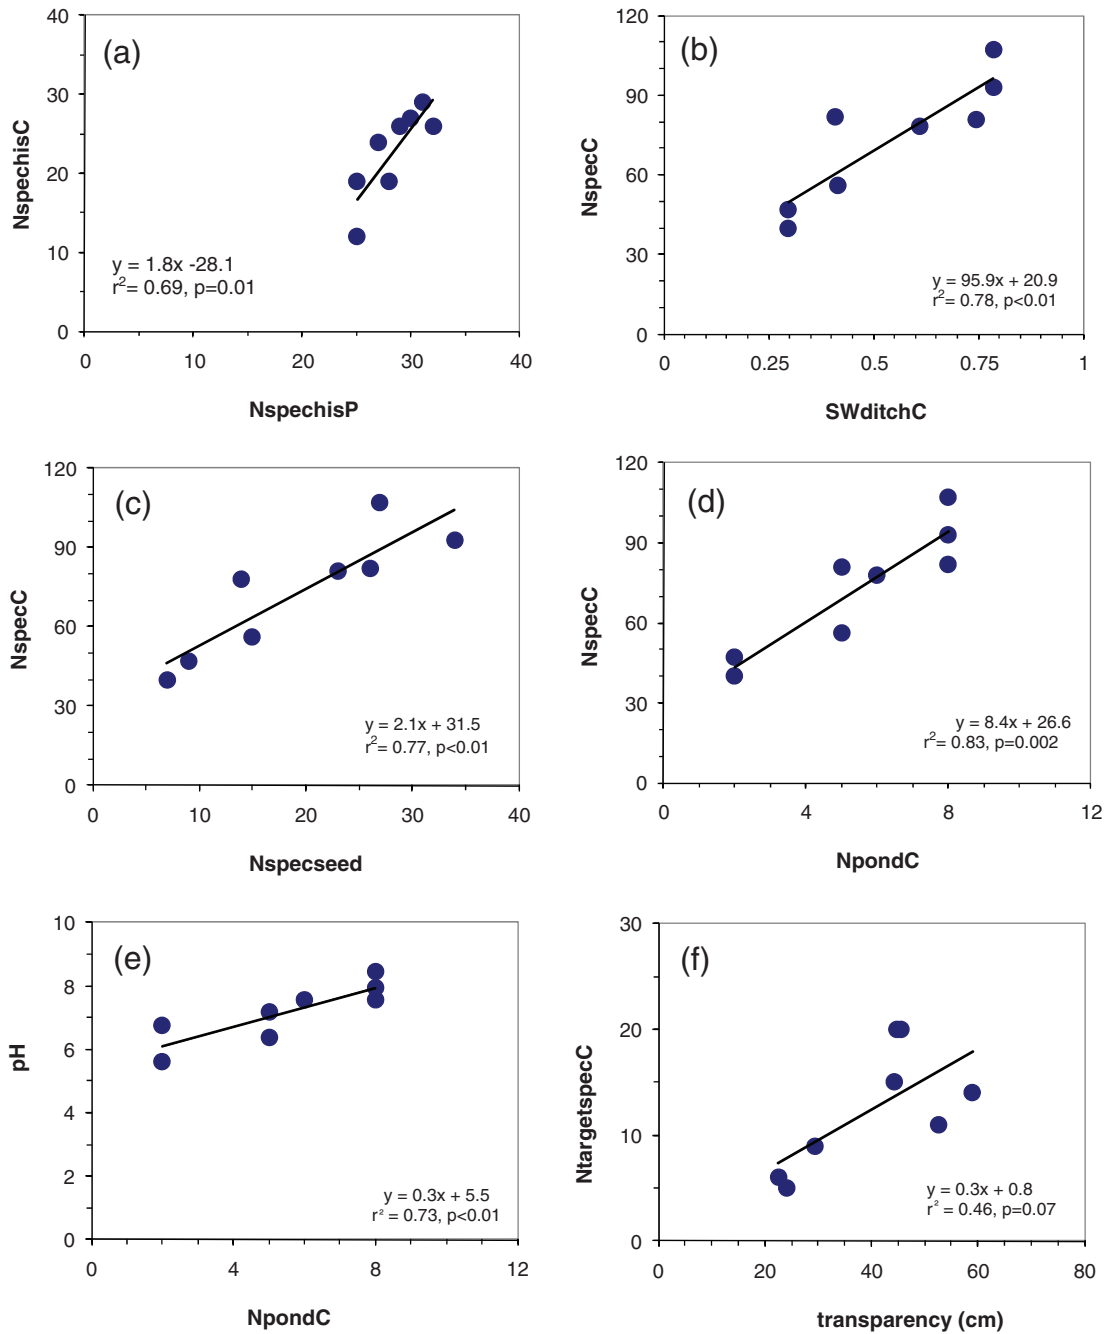 (a)
NspechisC
40
30
20
10
0
y = 1.8x -28.1
r²= 0.69, p=0.01
0 10 20 30 40
NspechisP
(b)
NspecC
120
90
60
30
0
y = 95.9x + 20.9
r²= 0.78, p<0.01
0 0.25 0.5 0.75 1
SWditchC
(c)
NspecC
120
90
60
30
0
y = 2.1x + 31.5
r²= 0.77, p<0.01
0 10 20 30 40
Nspecseed
(d)
NspecC
120
90
60
30
0
y = 8.4x + 26.6
r²= 0.83, p=0.002
0 4 8 12
NpondC
(e)
pH
10
8
6
4
2
0
y = 0.3x + 5.5
r²= 0.73, p<0.01
0 4 8 12
NpondC
(f)
NtargetspecC
30
20
10
0
y = 0.3x + 0.8
r²= 0.46, p=0.07
0 20 40 60 80
transparency (cm)